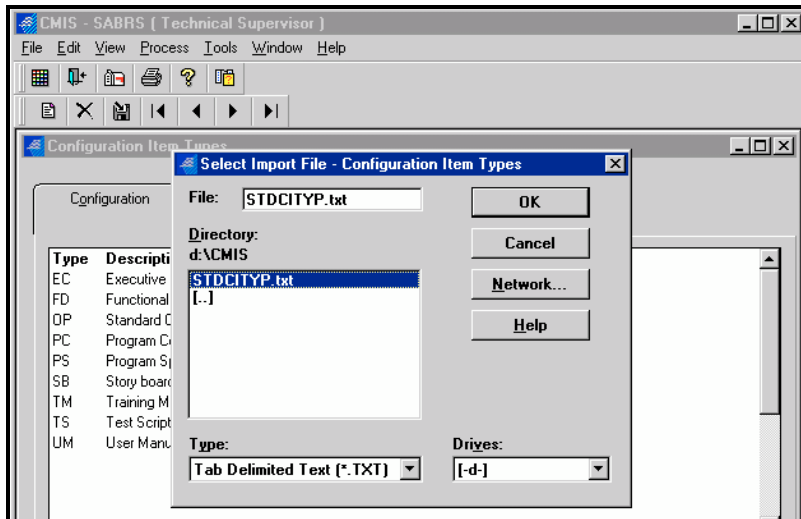 CMIS - SABRS ( Technical Supervisor )
File Edit View Process Tools Window Help
Configuration Item Types
Select Import File - Configuration Item Types
Configuration
File: STDCITYP.txt
OK
Directory:
d:\CMIS
Cancel
STDCITYP.txt
[..]
Network...
Help
Type Descripti
EC Executive
FD Functional
OP Standard
PC Program
PS Program
SB Story board
TM Training M
TS Test Script
UM User Manu
Type:
Tab Delimited Text (*.TXT)
Drives:
[-d-]